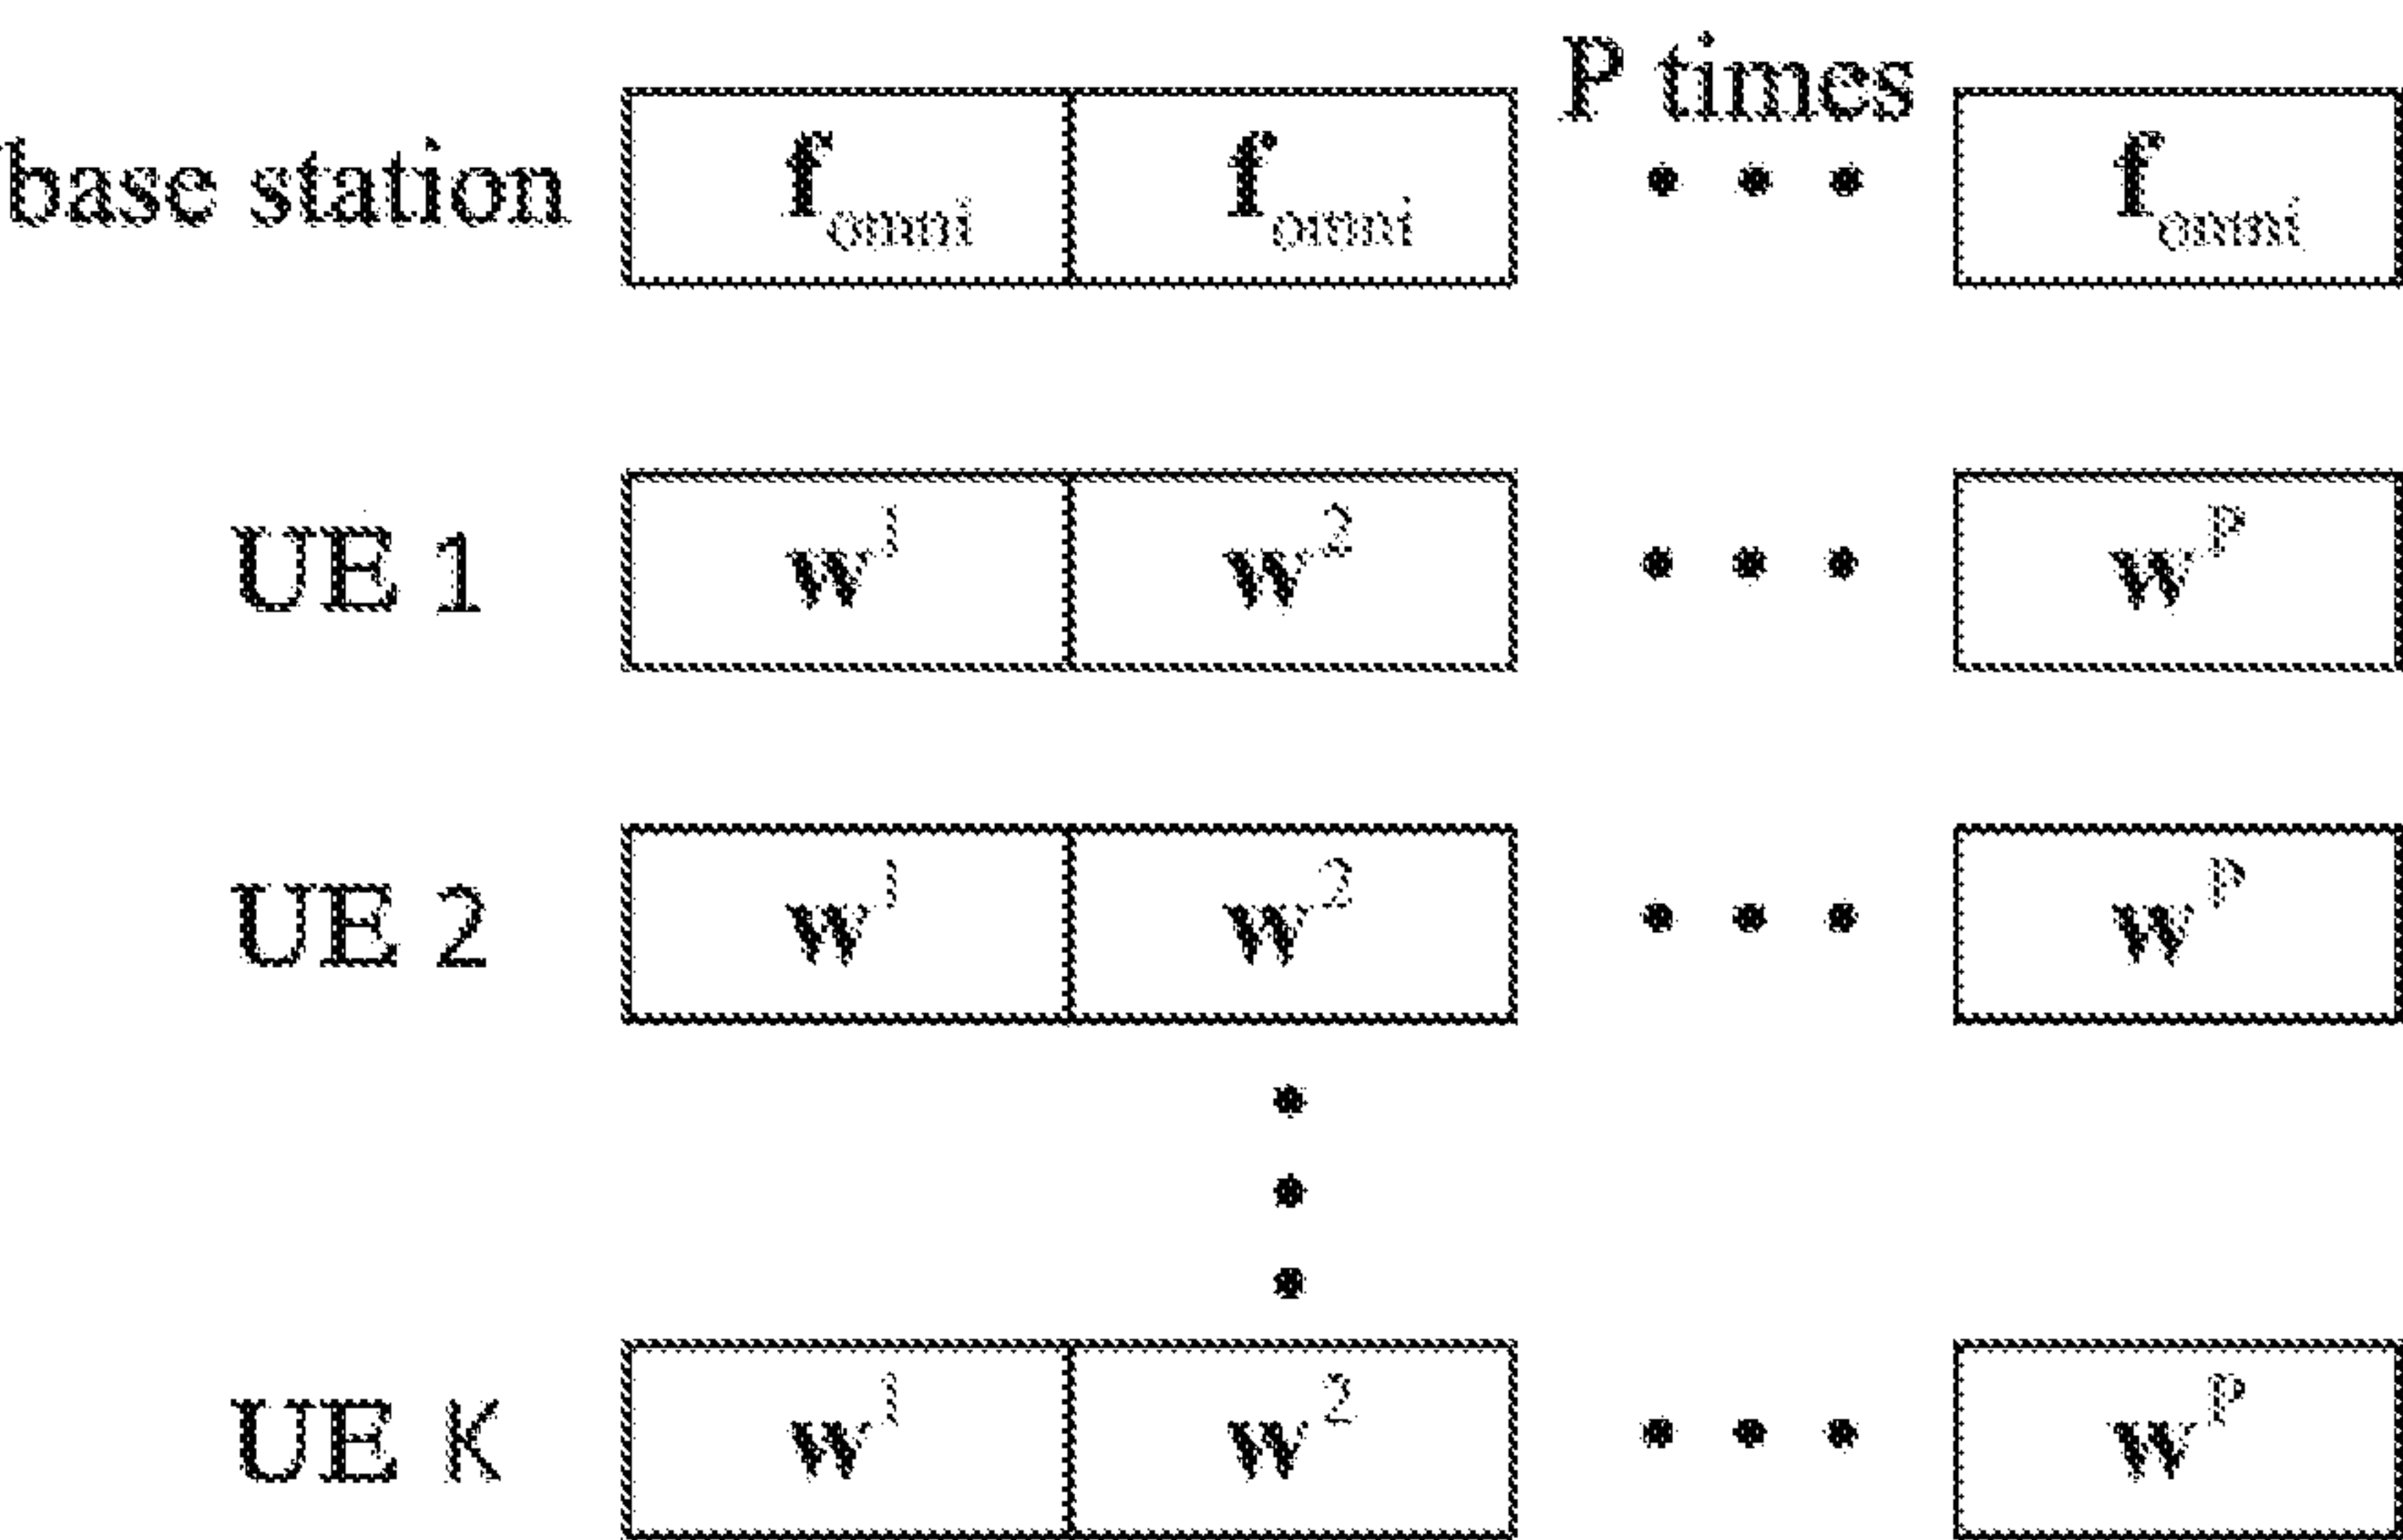 P times
base station f_omni f_omni • • • f_omni
UE 1 w^1 w^2 • • • w^P
UE 2 w^1 w^2 • • • w^P
UE K w^1 w^2 • • • w^P